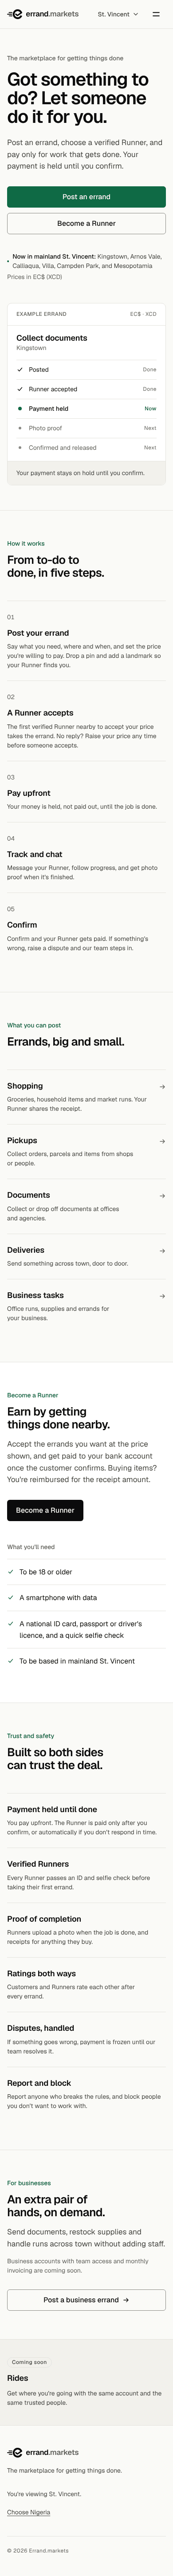 errand.markets
St. Vincent
The marketplace for getting things done
Got something to
do? Let someone
do it for you.
Post an errand, choose a verified Runner, and
pay only for work that gets done. Your
payment is held until you confirm.
Post an errand
Become a Runner
Now in mainland St. Vincent: Kingstown, Arnos Vale,
Calliaqua, Villa, Campden Park, and Mesopotamia
Prices in EC$ (XCD)
EXAMPLE ERRAND
EC$ · XCD
Collect documents
Kingstown
Posted
Done
Runner accepted
Done
Payment held
Now
Photo proof
Next
Confirmed and released
Next
Your payment stays on hold until you confirm.
How it works
From to-do to
done, in five steps.
01
Post your errand
Say what you need, where and when, and set the price
you're willing to pay. Drop a pin and add a landmark so
your Runner finds you.
02
A Runner accepts
The first verified Runner nearby to accept your price
takes the errand. No reply? Raise your price any time
before someone accepts.
03
Pay upfront
Your money is held, not paid out, until the job is done.
04
Track and chat
Message your Runner, follow progress, and get photo
proof when it's finished.
05
Confirm
Confirm and your Runner gets paid. If something's
wrong, raise a dispute and our team steps in.
What you can post
Errands, big and small.
Shopping
Groceries, household items and market runs. Your
Runner shares the receipt.
Pickups
Collect orders, parcels and items from shops
or people.
Documents
Collect or drop off documents at offices
and agencies.
Deliveries
Send something across town, door to door.
Business tasks
Office runs, supplies and errands for
your business.
Become a Runner
Earn by getting
things done nearby.
Accept the errands you want at the price
shown, and get paid to your bank account
once the customer confirms. Buying items?
You're reimbursed for the receipt amount.
Become a Runner
What you'll need
To be 18 or older
A smartphone with data
A national ID card, passport or driver's
licence, and a quick selfie check
To be based in mainland St. Vincent
Trust and safety
Built so both sides
can trust the deal.
Payment held until done
You pay upfront. The Runner is paid only after you
confirm, or automatically if you don't respond in time.
Verified Runners
Every Runner passes an ID and selfie check before
taking their first errand.
Proof of completion
Runners upload a photo when the job is done, and
receipts for anything they buy.
Ratings both ways
Customers and Runners rate each other after
every errand.
Disputes, handled
If something goes wrong, payment is frozen until our
team resolves it.
Report and block
Report anyone who breaks the rules, and block people
you don't want to work with.
For businesses
An extra pair of
hands, on demand.
Send documents, restock supplies and
handle runs across town without adding staff.
Business accounts with team access and monthly
invoicing are coming soon.
Post a business errand
Coming soon
Rides
Get where you're going with the same account and the
same trusted people.
errand.markets
The marketplace for getting things done.
You're viewing St. Vincent.
Choose Nigeria
© 2026 Errand.markets